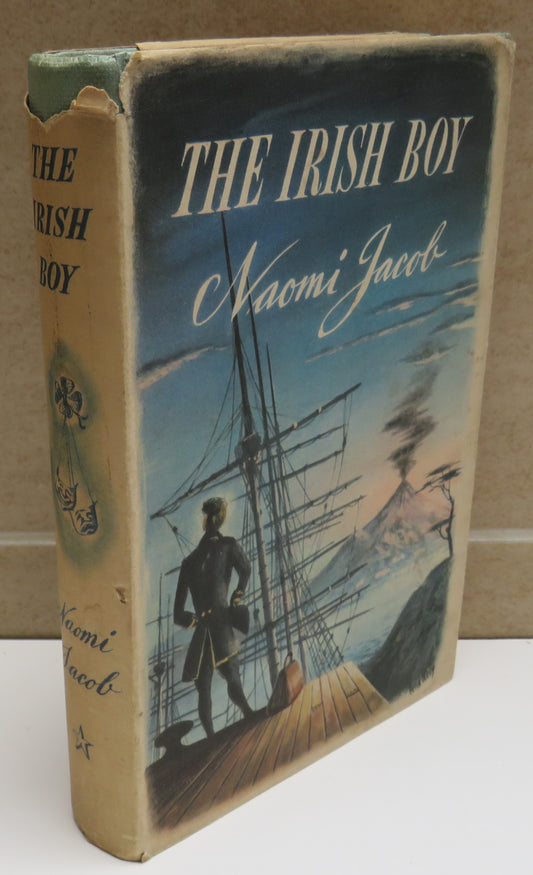 THE IRISH BOY
Naomi Jacob
THE
IRISH
BOY
Naomi
Jacob